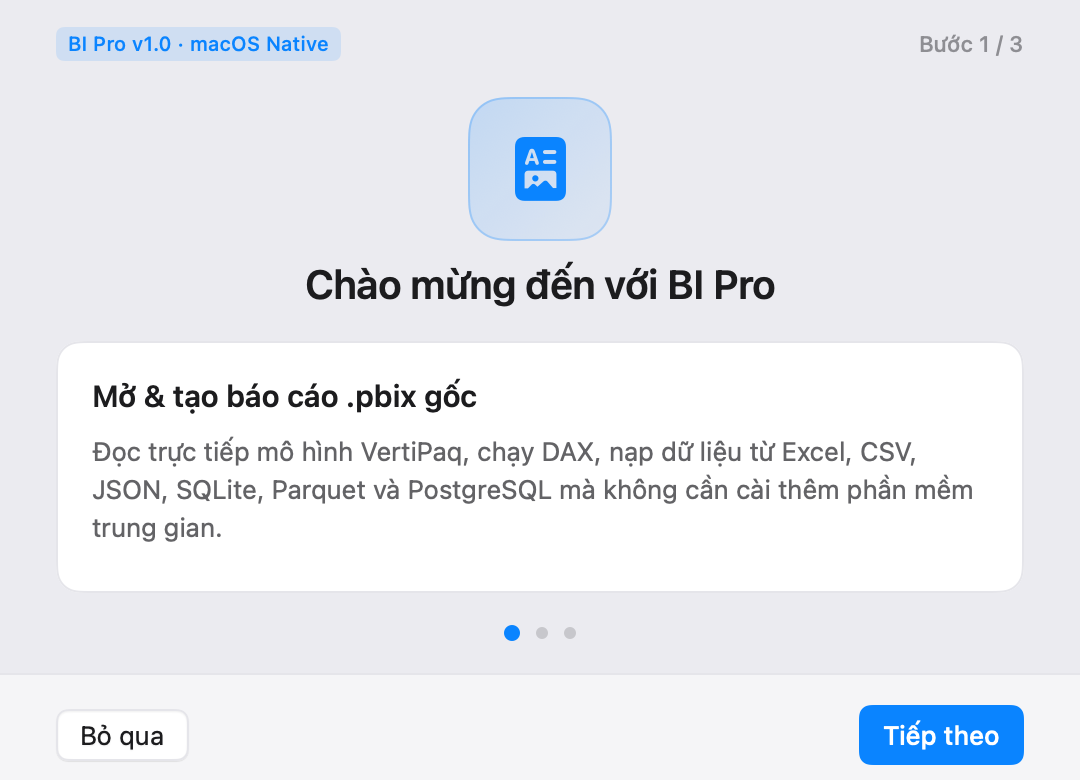 BI Pro v1.0 · macOS Native
Bước 1 / 3
A
Chào mừng đến với BI Pro
Mở & tạo báo cáo .pbix gốc
Đọc trực tiếp mô hình VertiPaq, chạy DAX, nạp dữ liệu từ Excel, CSV,
JSON, SQLite, Parquet và PostgreSQL mà không cần cài thêm phần mềm
trung gian.
Bỏ qua
Tiếp theo